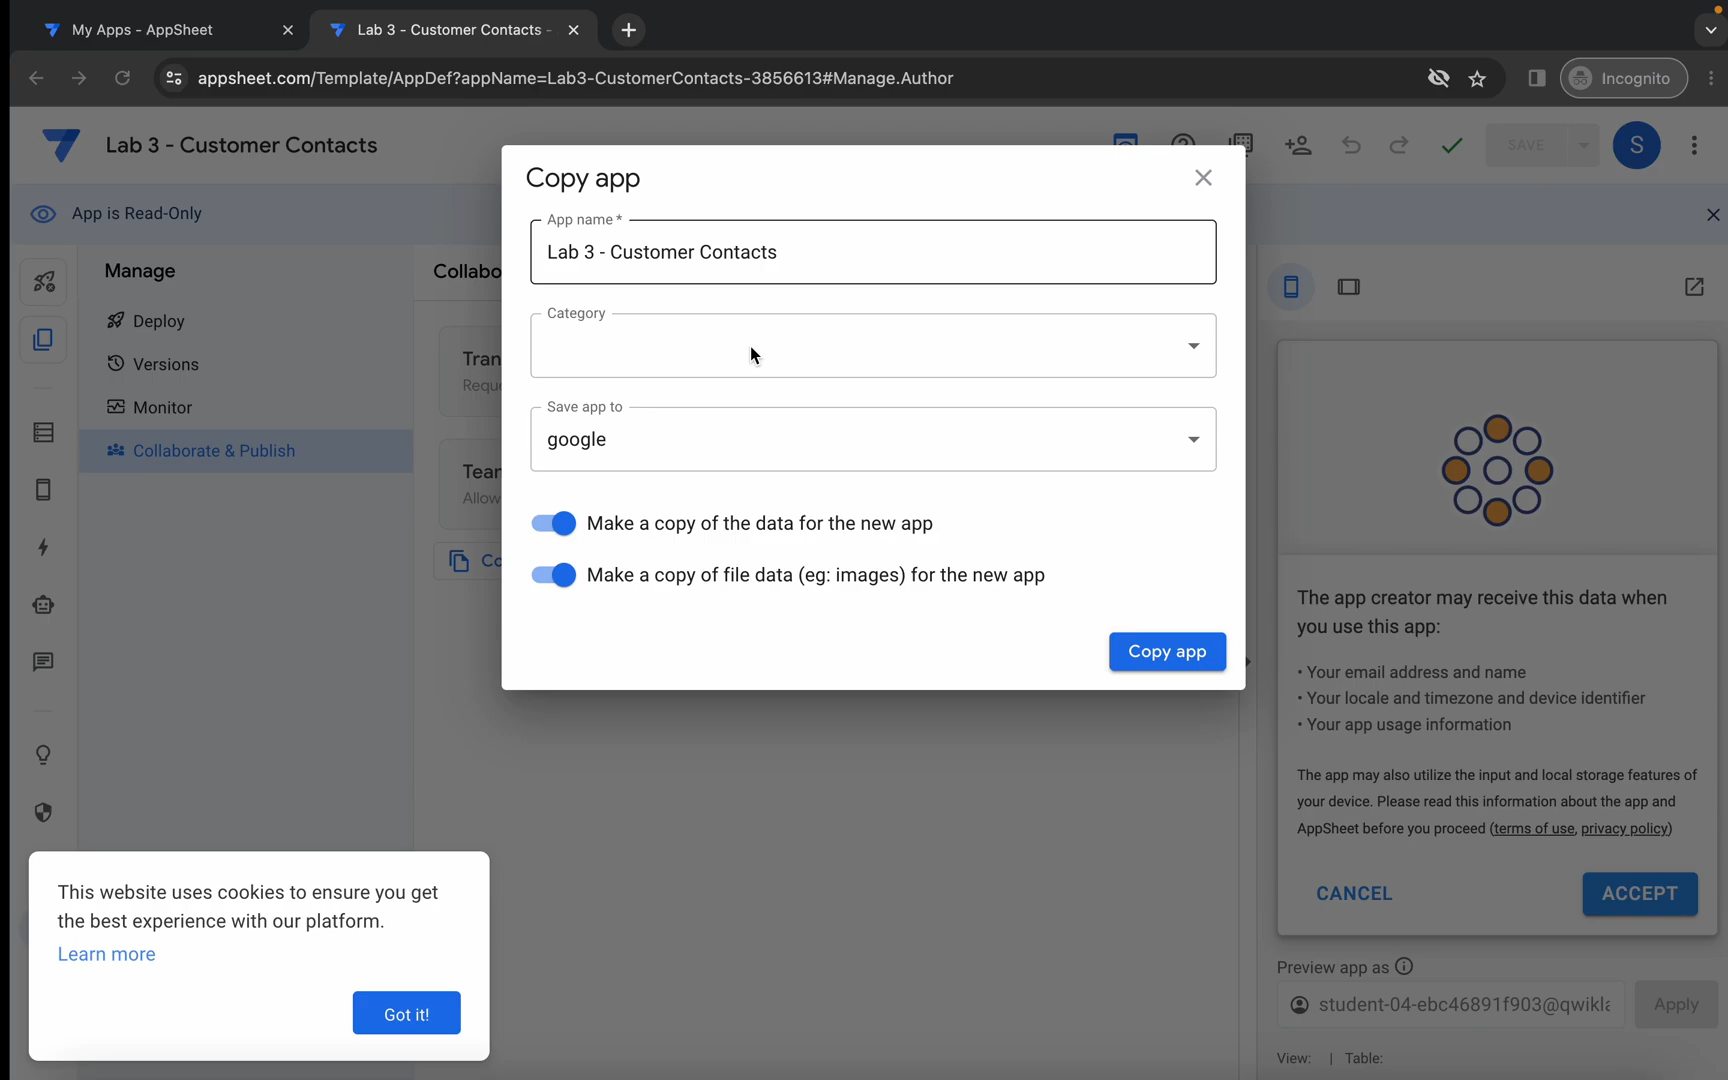 My Apps - AppSheet
Lab 3 - Customer Contacts -
appsheet.com/Template/AppDef?appName=Lab3-CustomerContacts-3856613#Manage.Author
Incognito
Lab 3 - Customer Contacts
SAVE
S
App is Read-Only
Manage
Deploy
Versions
Monitor
Collaborate & Publish
Collabo
Tran
Reque
Tean
Allow
Co
Copy app
App name *
Lab 3 - Customer Contacts
Category
Save app to
google
Make a copy of the data for the new app
Make a copy of file data (eg: images) for the new app
Copy app
The app creator may receive this data when
you use this app:
• Your email address and name
• Your locale and timezone and device identifier
• Your app usage information
The app may also utilize the input and local storage features of
your device. Please read this information about the app and
AppSheet before you proceed (terms of use, privacy policy)
CANCEL
ACCEPT
Preview app as
student-04-ebc46891f903@qwikla
Apply
View: | Table:
This website uses cookies to ensure you get
the best experience with our platform.
Learn more
Got it!